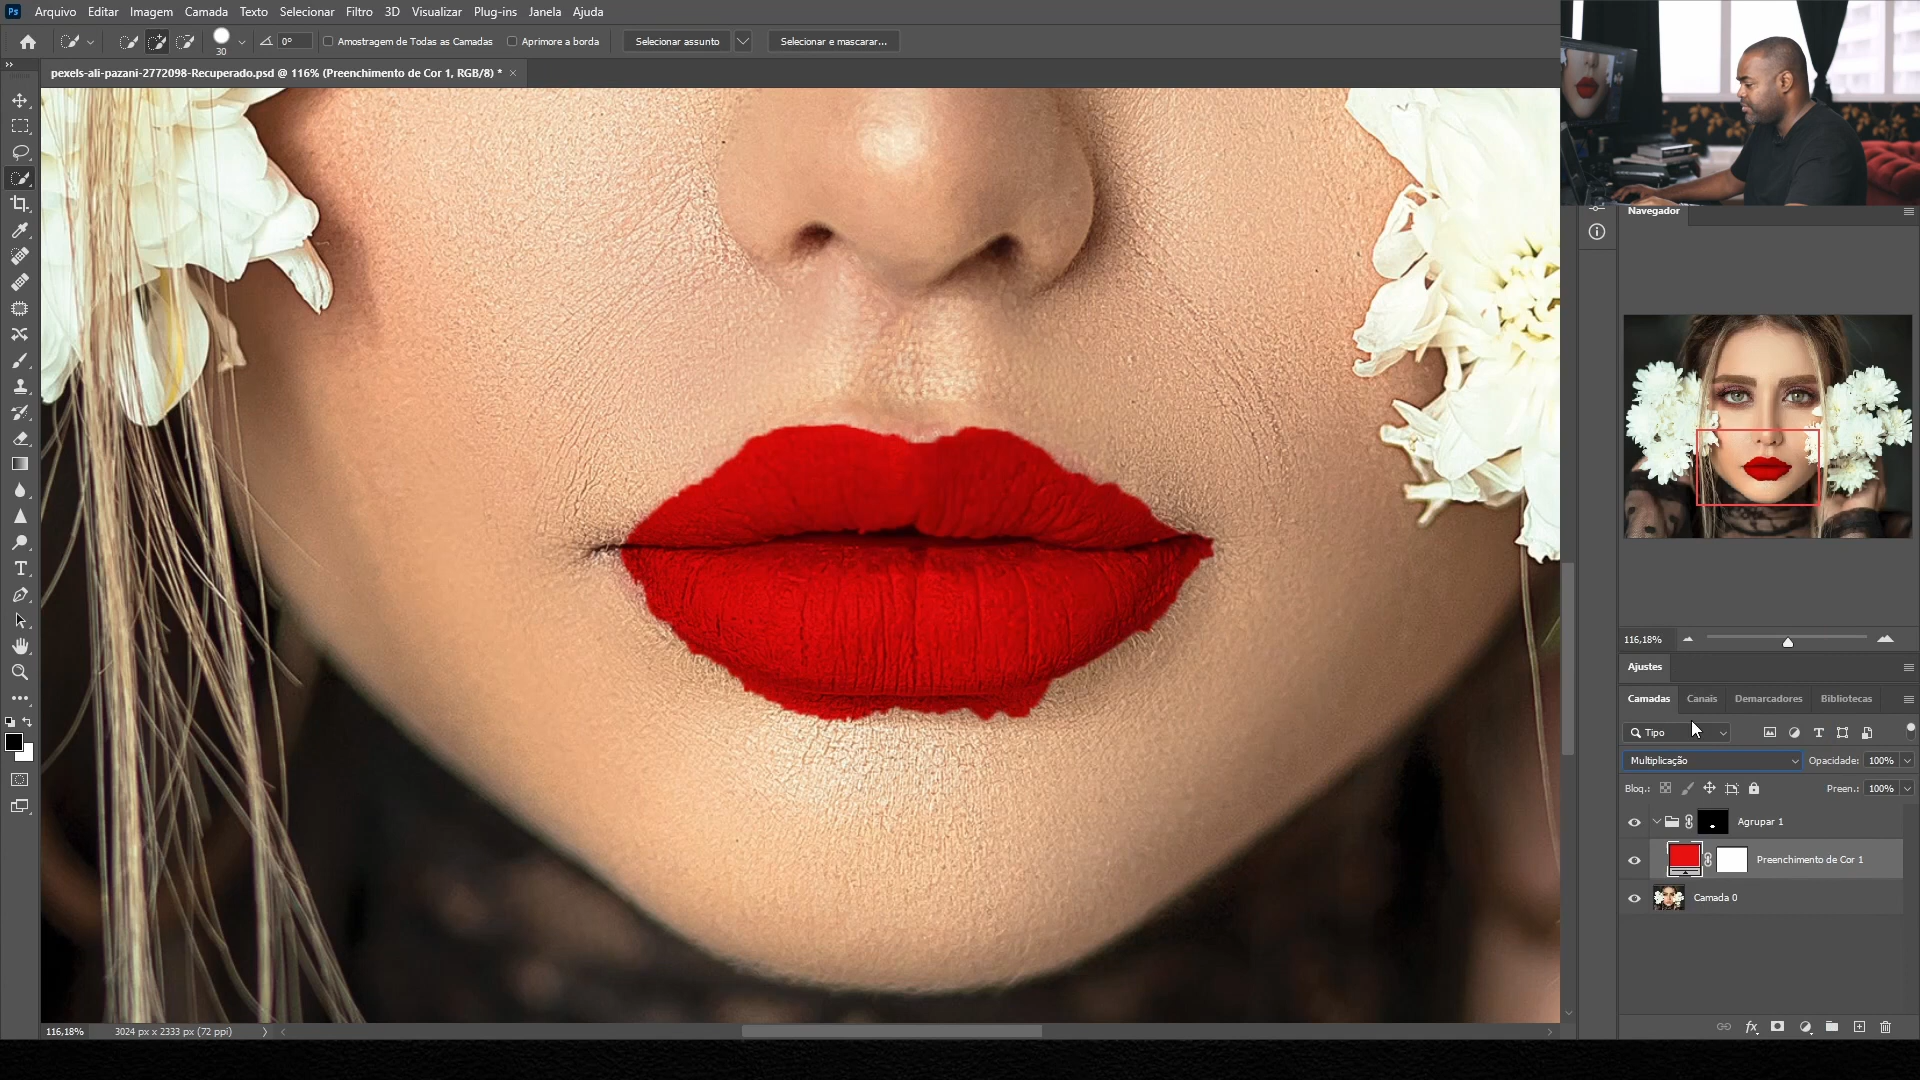 Ps Arquivo Editar Imagem Camada Texto Selecionar Filtro 3D Visualizar Plug-ins Janela Ajuda
30 0° Amostragem de Todas as Camadas Aprimore a borda Selecionar assunto Selecionar e mascarar...
pexels-ali-pazani-2772098-Recuperado.psd @ 116% (Preenchimento de Cor 1, RGB/8) *
Navegador
116,18%
Ajustes
Camadas Canais Demarcadores Bibliotecas
Tipo
Multiplicação Opacidade: 100%
Bloq.: Preen.: 100%
Agrupar 1
Preenchimento de Cor 1
Camada 0
fx
116,18% 3024 px x 2333 px (72 ppi)